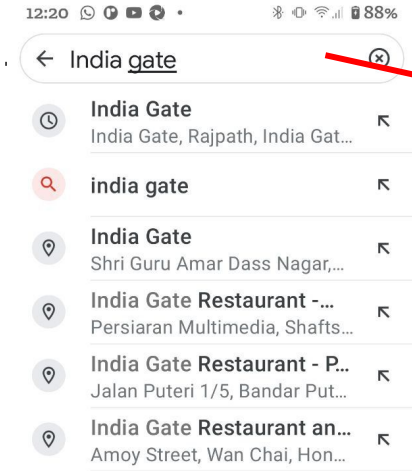 12:20 88%
India gate
India Gate
India Gate, Rajpath, India Gat...
india gate
India Gate
Shri Guru Amar Dass Nagar,...
India Gate Restaurant -...
Persiaran Multimedia, Shafts...
India Gate Restaurant - P...
Jalan Puteri 1/5, Bandar Put...
India Gate Restaurant an...
Amoy Street, Wan Chai, Hon...